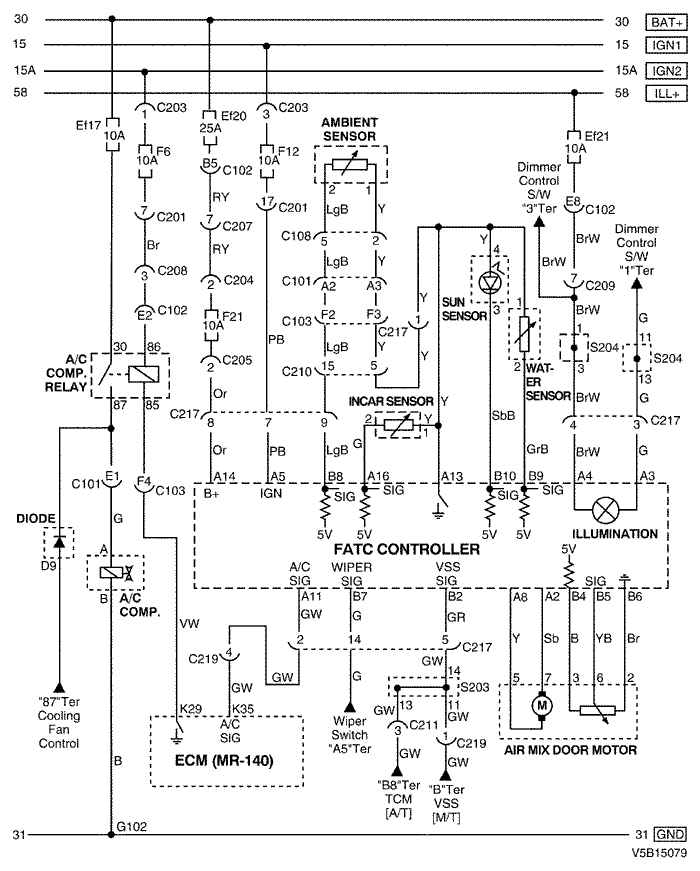 30 30 BAT+
15 15 IGN1
15A 15A IGN2
58 58 ILL+
Ef17
10A
C203
1
F6
10A
7
C201
Br
3
C208
E2
C102
30
86
A/C
COMP.
RELAY
87
85
Ef20
25A
B5
C102
RY
7
C207
RY
2
C204
F21
10A
C205
2
Or
C203
3
F12
10A
17
C201
PB
AMBIENT
SENSOR
2
1
LgB
Y
C108
5
2
LgB
Y
C101
A2
A3
C103
F2
F3
LgB
Y
C210
15
5
C217
1
Y
Y
INCAR SENSOR
2
Y
1
G
Y
Y
4
SUN
SENSOR
3
SbB
1
2
WAT-
ER
SENSOR
GrB
Ef21
10A
Dimmer
Control
S/W
"3"Ter
E8
C102
BrW
BrW
7
C209
BrW
1
S204
3
BrW
Dimmer
Control
S/W
"1"Ter
G
11
S204
13
G
C217
8
7
9
4
3
C217
Or
PB
LgB
BrW
G
A14
A5
B8
A16
A13
B10
B9
A4
A3
B+
IGN
SIG
SIG
SIG
SIG
5V
5V
5V
5V
ILLUMINATION
FATC CONTROLLER
5V
A/C
SIG
WIPER
SIG
VSS
SIG
SIG
A11
B7
B2
A8
A2
B4
B5
B6
GW
G
GR
Y
Sb
B
YB
Br
2
14
5
C217
5
7
3
6
2
M
AIR MIX DOOR MOTOR
C101
E1
F4
C103
G
DIODE
D9
A
A/C
COMP.
B
VW
4
C219
GW
GW
K29
K35
A/C
SIG
ECM (MR-140)
G
Wiper
Switch
"A5"Ter
GW
14
S203
13
11
GW
GW
3
C211
1
C219
GW
GW
"B8"Ter
TCM
[A/T]
"B"Ter
VSS
[M/T]
"87"Ter
Cooling
Fan
Control
B
G102
31 31 GND
V5B15079